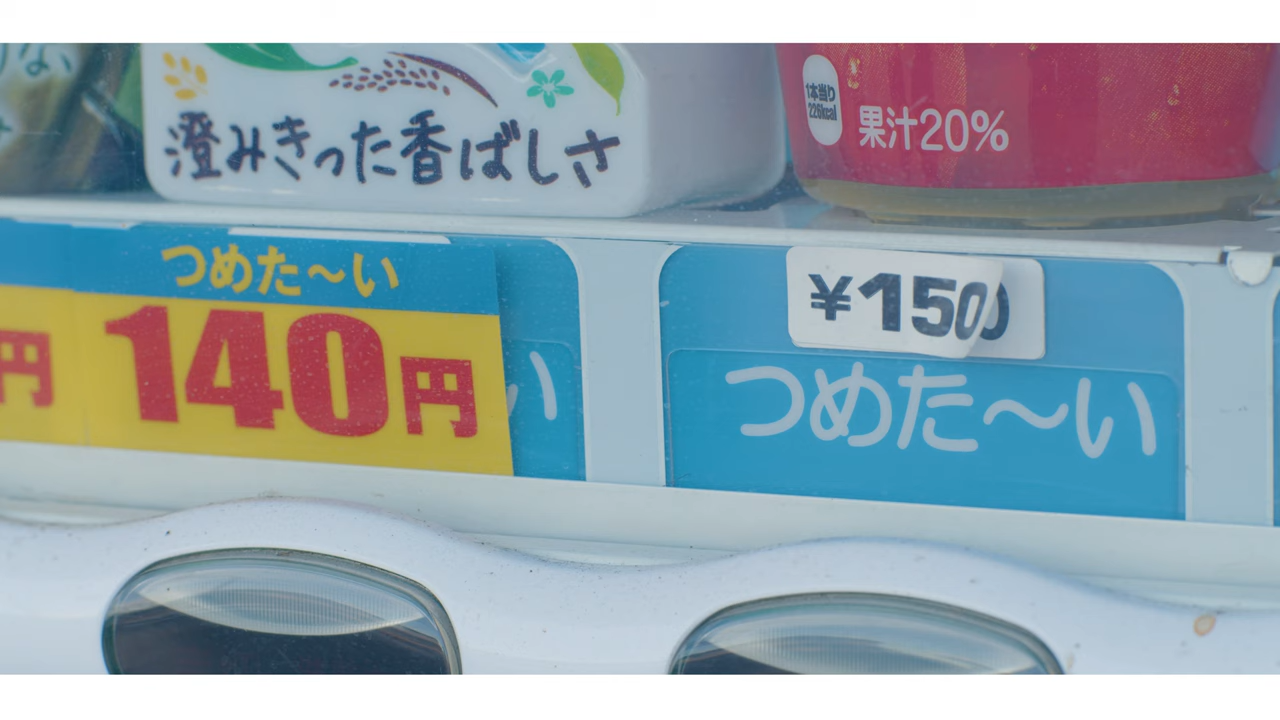 澄みきった香ばしさ
1本当り
226kcal
果汁20%
つめた〜い
円
140円
い
¥150
つめた〜い